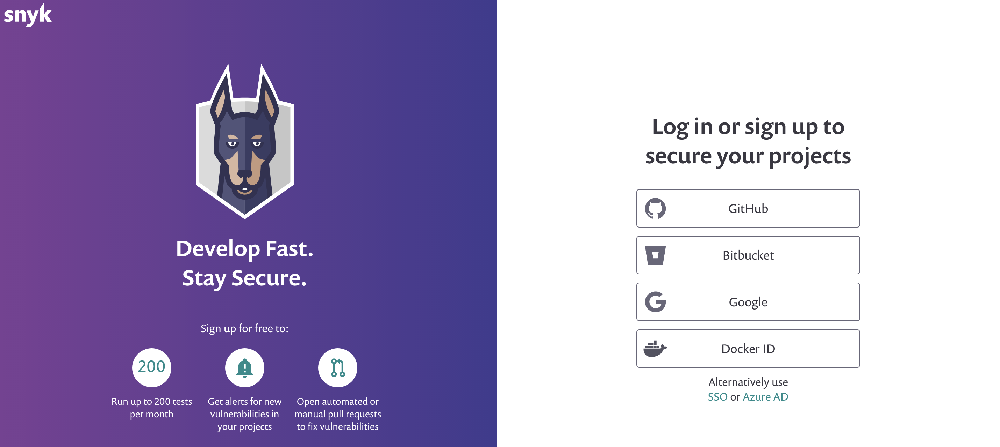 snyk
Develop Fast.
Stay Secure.
Sign up for free to:
200
Run up to 200 tests
per month
Get alerts for new
vulnerabilities in
your projects
Open automated or
manual pull requests
to fix vulnerabilities
Log in or sign up to
secure your projects
GitHub
Bitbucket
Google
Docker ID
Alternatively use
SSO or Azure AD